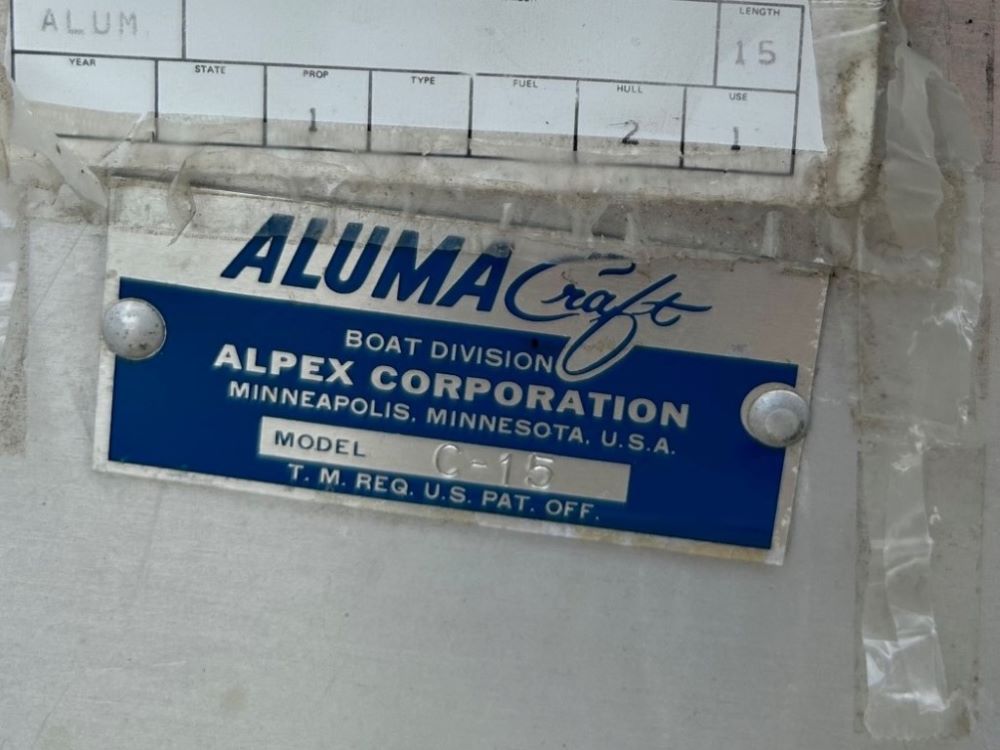 LENGTH
ALUM
15
YEAR STATE PROP TYPE FUEL HULL USE
1 2 1
ALUMACraft
BOAT DIVISION
ALPEX CORPORATION
MINNEAPOLIS, MINNESOTA, U.S.A.
MODEL C-15
T. M. REG. U.S. PAT. OFF.